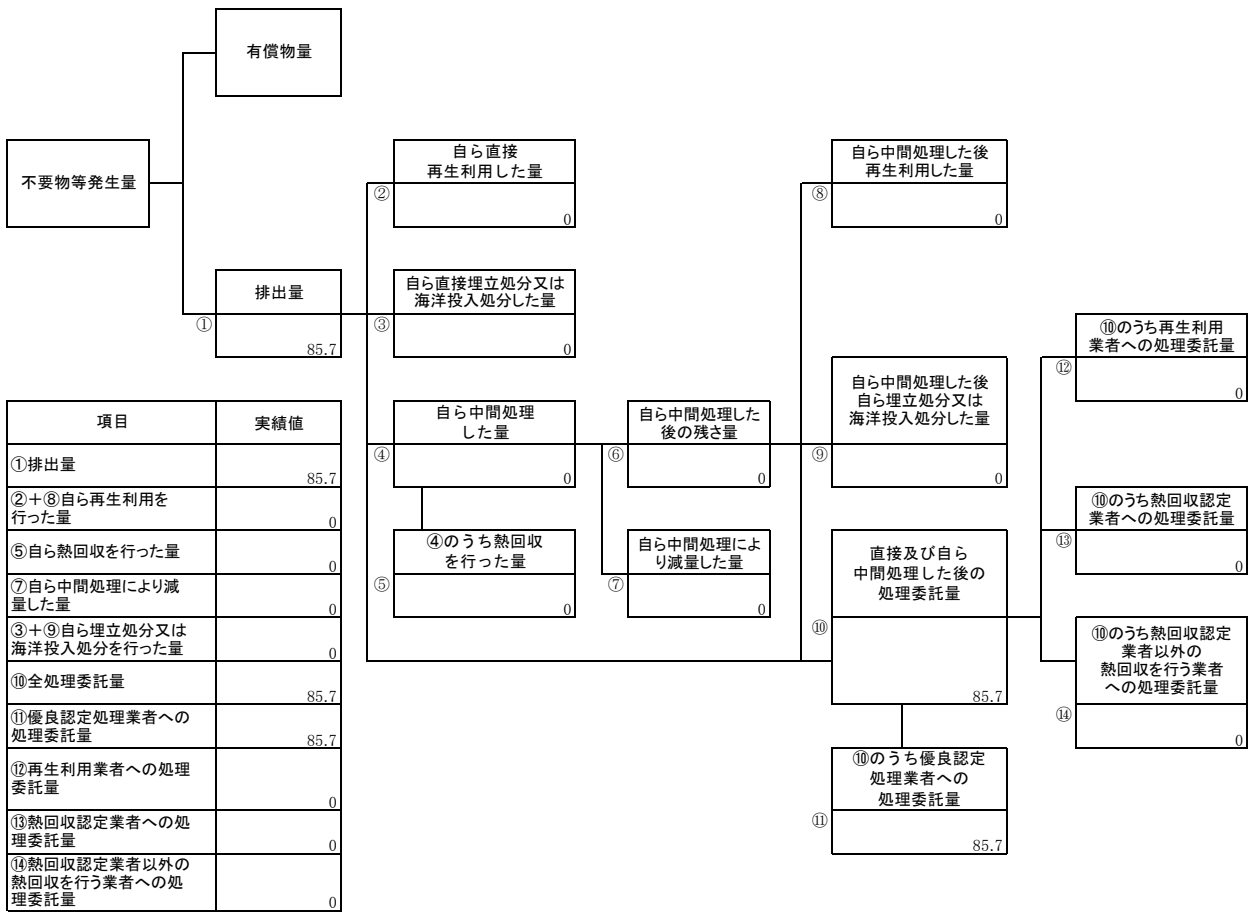 有償物量
不要物等発生量
排出量
①
85.7
自ら直接
再生利用した量
②
0
自ら直接埋立処分又は
海洋投入処分した量
③
0
自ら中間処理
した量
④
0
④のうち熱回収
を行った量
⑤
0
自ら中間処理した
後の残さ量
⑥
0
自ら中間処理によ
り減量した量
⑦
0
自ら中間処理した後
再生利用した量
⑧
0
自ら中間処理した後
自ら埋立処分又は
海洋投入処分した量
⑨
0
直接及び自ら
中間処理した後の
処理委託量
⑩
85.7
⑩のうち優良認定
処理業者への
処理委託量
⑪
85.7
⑩のうち再生利用
業者への処理委託量
⑫
0
⑩のうち熱回収認定
業者への処理委託量
⑬
0
⑩のうち熱回収認定
業者以外の
熱回収を行う業者
への処理委託量
⑭
0
項目 実績値
①排出量
85.7
②+⑧自ら再生利用を
行った量
0
⑤自ら熱回収を行った量
0
⑦自ら中間処理により減
量した量
0
③+⑨自ら埋立処分又は
海洋投入処分を行った量
0
⑩全処理委託量
85.7
⑪優良認定処理業者への
処理委託量
85.7
⑫再生利用業者への処理
委託量
0
⑬熱回収認定業者への処
理委託量
0
⑭熱回収認定業者以外の
熱回収を行う業者への処
理委託量
0